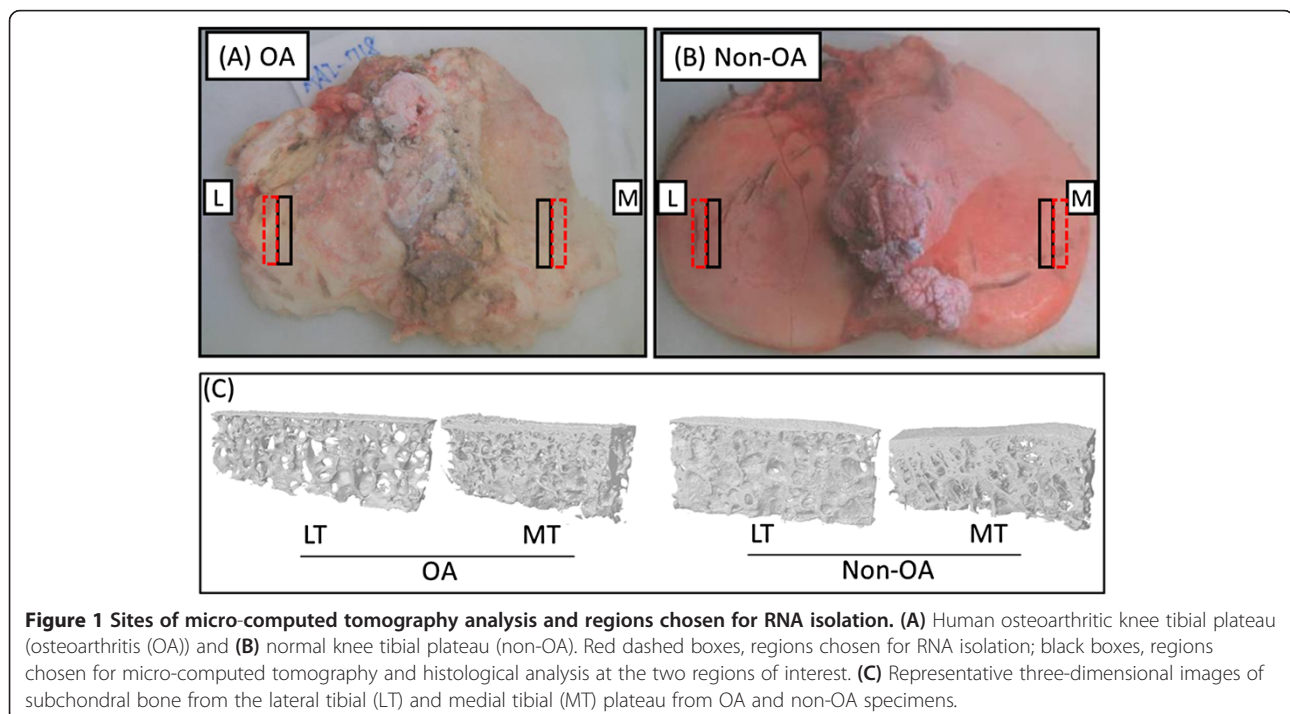 (A) OA
(B) Non-OA
L
M
L
M
(C)
LT
MT
LT
MT
OA
Non-OA
Figure 1 Sites of micro-computed tomography analysis and regions chosen for RNA isolation. (A) Human osteoarthritic knee tibial plateau
(osteoarthritis (OA)) and (B) normal knee tibial plateau (non-OA). Red dashed boxes, regions chosen for RNA isolation; black boxes, regions
chosen for micro-computed tomography and histological analysis at the two regions of interest. (C) Representative three-dimensional images of
subchondral bone from the lateral tibial (LT) and medial tibial (MT) plateau from OA and non-OA specimens.